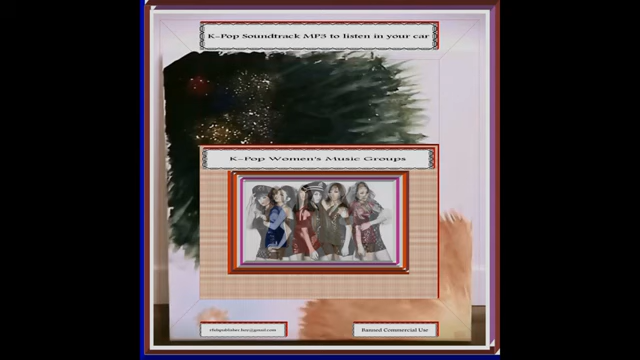 K-Pop Soundtrack MP3 to listen in your car
K-Pop Women's Music Groups
Banned Commercial Use